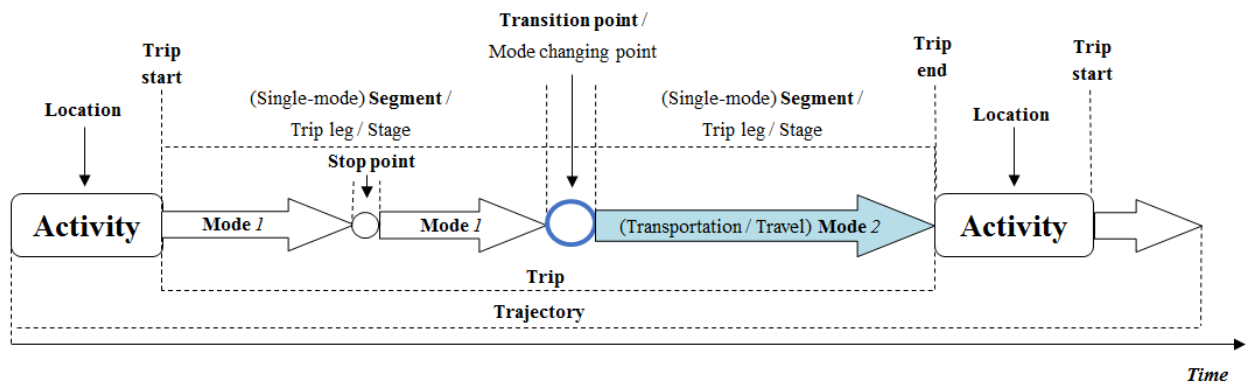 Transition point /
Mode changing point
Trip
start
Trip
end
Trip
start
(Single-mode) Segment /
Trip leg / Stage
(Single-mode) Segment /
Trip leg / Stage
Location
Location
Stop point
Activity
Mode 1
Mode 1
(Transportation / Travel) Mode 2
Activity
Trip
Trajectory
Time